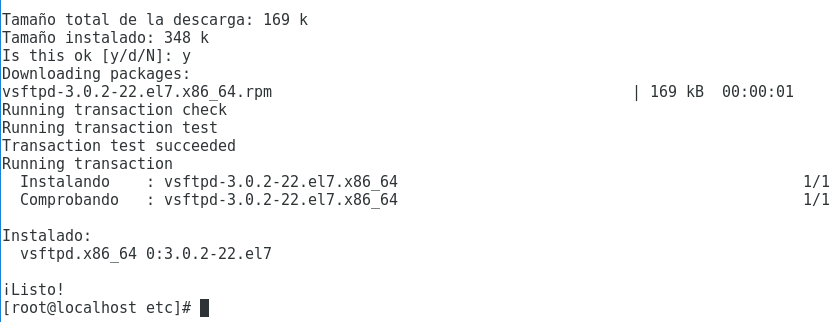 Tamaño total de la descarga: 169 k
Tamaño instalado: 348 k
Is this ok [y/d/N]: y
Downloading packages:
vsftpd-3.0.2-22.el7.x86_64.rpm | 169 kB 00:00:01
Running transaction check
Running transaction test
Transaction test succeeded
Running transaction
Instalando : vsftpd-3.0.2-22.el7.x86_64 1/1
Comprobando : vsftpd-3.0.2-22.el7.x86_64 1/1
Instalado:
vsftpd.x86_64 0:3.0.2-22.el7
¡Listo!
[root@localhost etc]#